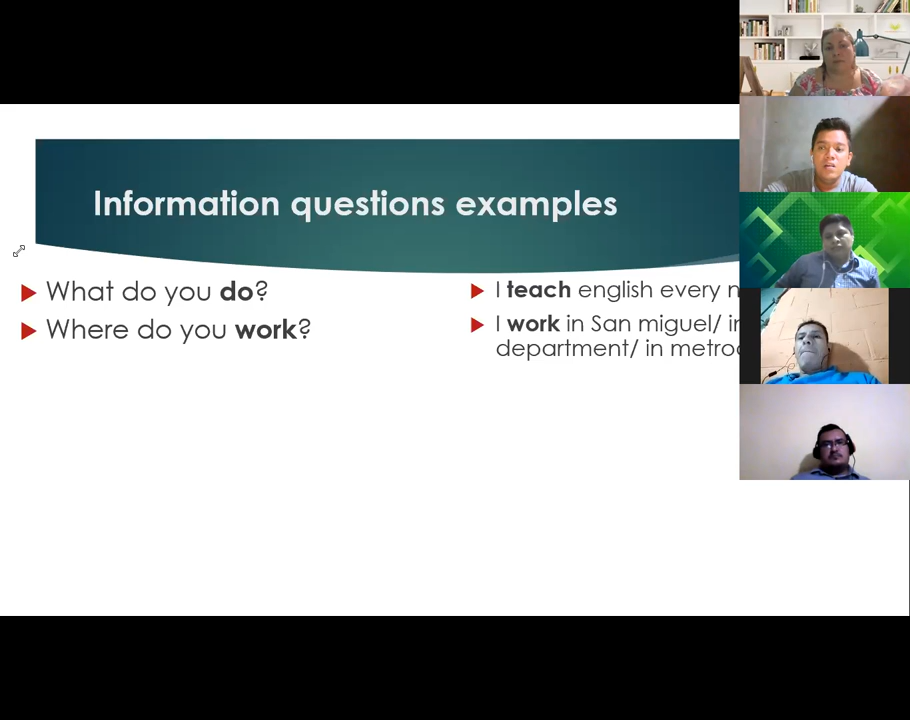 Information questions examples
What do you do?
Where do you work?
I teach english every
I work in San miguel/
department/ in